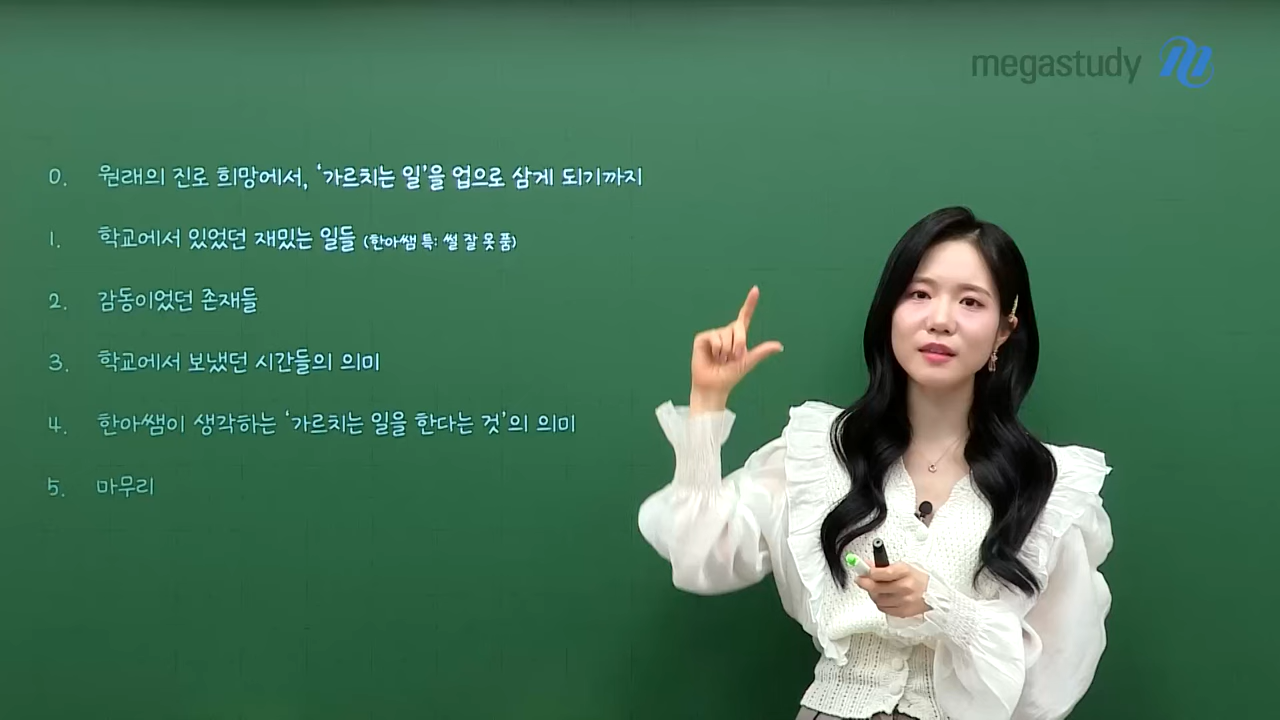 megastudy
0. 원래의 진로 희망에서, '가르치는 일'을 업으로 삼게 되기까지
1. 학교에서 있었던 재밌는 일들 (한아쌤 특: 썰 잘 못 품)
2. 감동이었던 존재들
3. 학교에서 보냈던 시간들의 의미
4. 한아쌤이 생각하는 '가르치는 일을 한다는 것'의 의미
5. 마무리